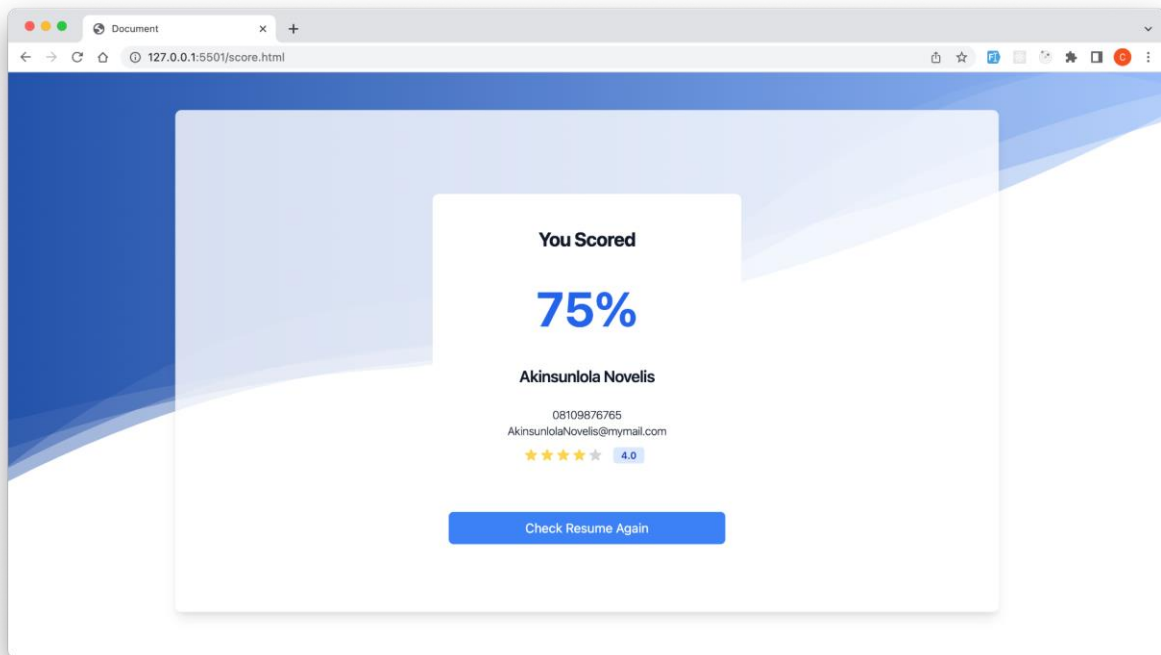 Document
127.0.0.1:5501/score.html
C
You Scored
75%
Akinsunlola Novelis
08109876765
AkinsunlolaNovelis@mymail.com
4.0
Check Resume Again